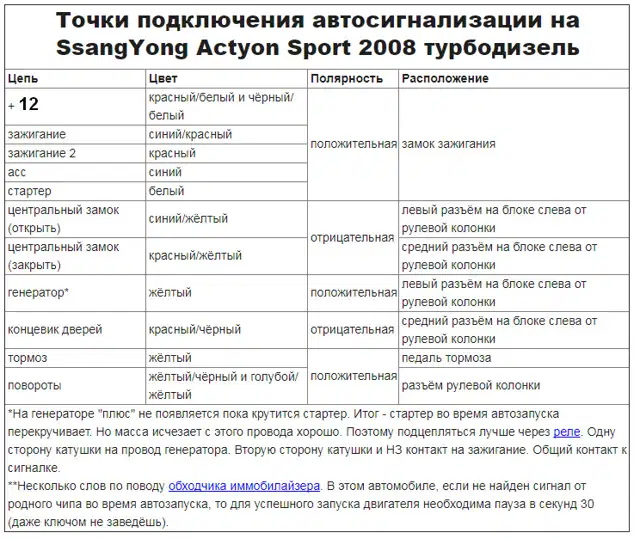 Точки подключения автосигнализации на
SsangYong Actyon Sport 2008 турбодизель
Цепь Цвет Полярность Расположение
+ 12 красный/белый и чёрный/
белый
положительная замок зажигания
зажигание синий/красный
зажигание 2 красный
асс синий
стартер белый
центральный замок
(открыть)
синий/жёлтый
отрицательная
левый разъём на блоке слева от
рулевой колонки
центральный замок
(закрыть)
красный/жёлтый
средний разъём на блоке слева от
рулевой колонки
генератор* жёлтый положительная
левый разъём на блоке слева от
рулевой колонки
концевик дверей красный/чёрный отрицательная
средний разъём на блоке слева от
рулевой колонки
тормоз жёлтый
положительная
педаль тормоза
повороты
жёлтый/чёрный и голубой/
жёлтый
разъём рулевой колонки
*На генераторе "плюс" не появляется пока крутится стартер. Итог - стартер во время автозапуска
перекручивает. Но масса исчезает с этого провода хорошо. Поэтому подцепляться лучше через реле. Одну
сторону катушки на провод генератора. Вторую сторону катушки и НЗ контакт на зажигание. Общий контакт к
сигналке.
**Несколько слов по поводу обходчика иммобилайзера. В этом автомобиле, если не найден сигнал от
родного чипа во время автозапуска, то для успешного запуска двигателя необходима пауза в секунд 30
(даже ключом не заведёшь).